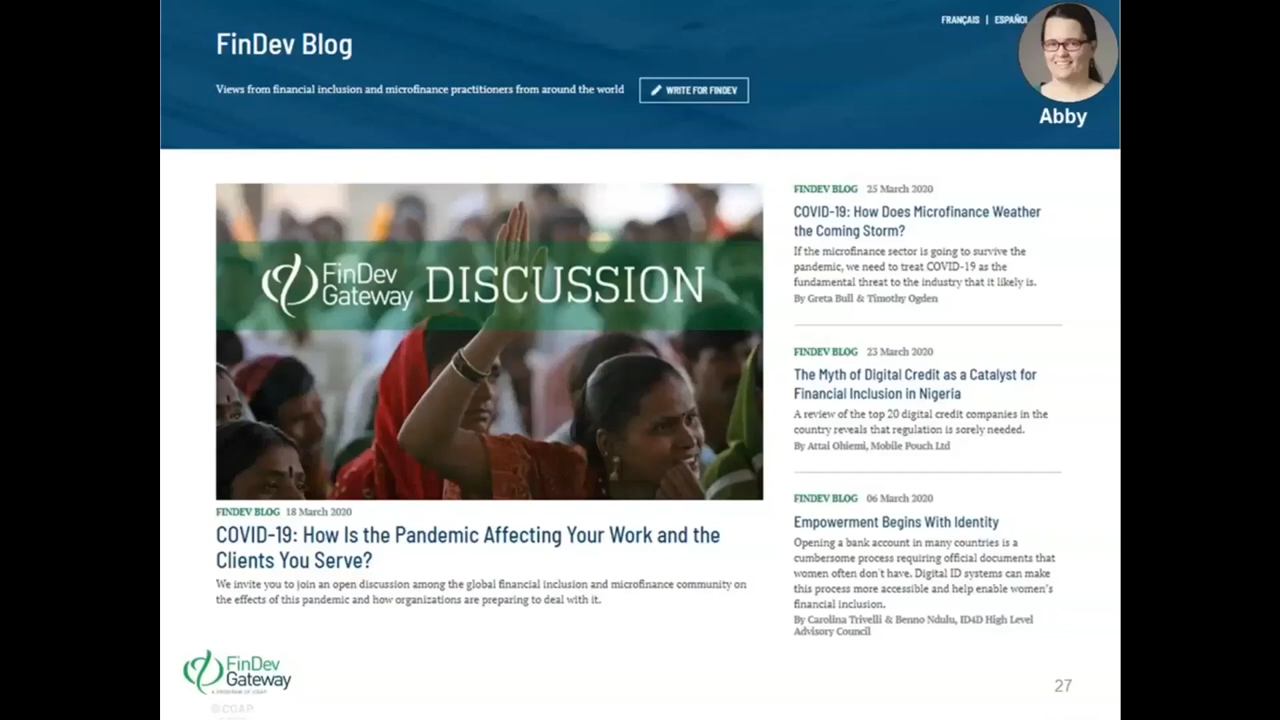 FRANÇAIS | ESPAÑOL
FinDev Blog
Views from financial inclusion and microfinance practitioners from around the world
WRITE FOR FINDEV
Abby
FinDev
Gateway
DISCUSSION
FINDEV BLOG 18 March 2020
COVID-19: How Is the Pandemic Affecting Your Work and the
Clients You Serve?
We invite you to join an open discussion among the global financial inclusion and microfinance community on
the effects of this pandemic and how organizations are preparing to deal with it.
FINDEV BLOG 25 March 2020
COVID-19: How Does Microfinance Weather
the Coming Storm?
If the microfinance sector is going to survive the
pandemic, we need to treat COVID-19 as the
fundamental threat to the industry that it likely is.
By Greta Bull & Timothy Ogden
FINDEV BLOG 23 March 2020
The Myth of Digital Credit as a Catalyst for
Financial Inclusion in Nigeria
A review of the top 20 digital credit companies in the
country reveals that regulation is sorely needed.
By Attai Ohiemi, Mobile Pouch Ltd
FINDEV BLOG 06 March 2020
Empowerment Begins With Identity
Opening a bank account in many countries is a
cumbersome process requiring official documents that
women often don't have. Digital ID systems can make
this process more accessible and help enable women's
financial inclusion.
By Carolina Trivelli & Benno Ndulu, ID4D High Level
Advisory Council
FinDev
Gateway
A PROGRAM OF CGAP
© CGAP
27